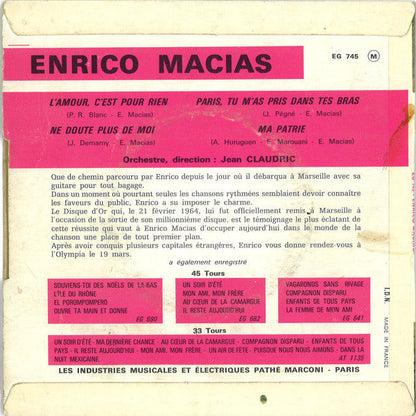 EG 745 M
ENRICO MACIAS
L'AMOUR, C'EST POUR RIEN
(P. R. Blanc - E. Macias)
PARIS, TU M'AS PRIS DANS TES BRAS
(J. Pégné - E. Macias)
NE DOUTE PLUS DE MOI
(J. Demarny - E. Macias)
MA PATRIE
(A. Huruguen - E. Marouani - E. Macias)
Orchestre, direction : Jean CLAUDRIC
Que de chemin parcouru par Enrico depuis le jour où il débarqua à Marseille avec sa
guitare pour tout bagage.
Dans un moment où pourtant seules les chansons rythmées semblaient devoir connaître
les faveurs du public, Enrico a su imposer le charme.
Le Disque d'Or qui, le 21 février 1964, lui fut officiellement remis à Marseille à
l'occasion de la sortie de son millionième disque, est le témoignage le plus éclatant de
cette réussite qui vaut à Enrico Macias d'occuper aujourd'hui dans le monde de la
chanson une place de tout premier plan.
Après avoir conquis plusieurs capitales étrangères, Enrico vous donne rendez-vous à
l'Olympia le 19 mars.
a également enregistré
45 Tours
SOUVIENS-TOI DES NOËLS DE LA-BAS
L'ÎLE DU RHÔNE
EL POROMPOMPERO
OUVRE TA MAIN ET DONNE
EG 690
UN SOIR D'ÉTÉ
MON AMI, MON FRÈRE
AU CŒUR DE LA CAMARGUE
IL RESTE AUJOURD'HUI
EG 682
VAGABONDS SANS RIVAGE
COMPAGNON DISPARU
ENFANTS DE TOUS PAYS
LA FEMME DE MON AMI
EG 641
33 Tours
UN SOIR D'ÉTÉ - MA DERNIÈRE CHANCE - AU CŒUR DE LA CAMARGUE - COMPAGNON DISPARU - ENFANTS DE TOUS
PAYS - IL RESTE AUJOURD'HUI - MON AMI, MON FRÈRE - UN AIR DE FÊTE - PUISQUE NOUS NOUS AIMONS - DANS LA
NUIT MEXICAINE
AT 1135
LES INDUSTRIES MUSICALES ET ÉLECTRIQUES PATHÉ MARCONI - PARIS
I.D.N.
MADE IN FRANCE